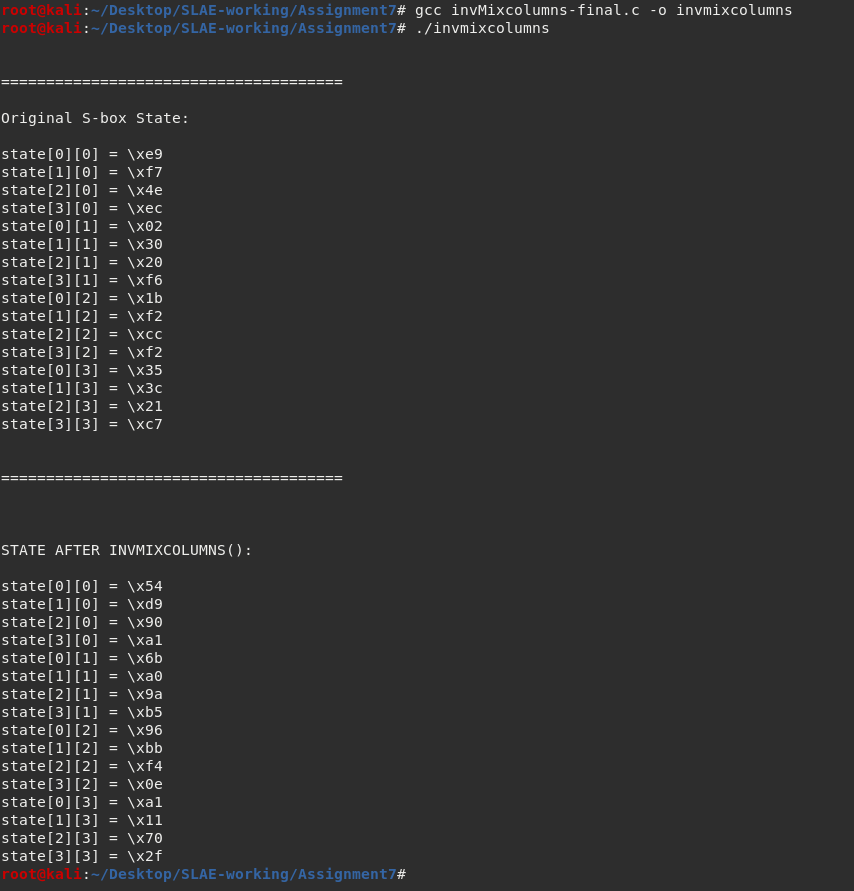 root@kali:~/Desktop/SLAE-working/Assignment7# gcc invMixcolumns-final.c -o invmixcolumns
root@kali:~/Desktop/SLAE-working/Assignment7# ./invmixcolumns
======================================
Original S-box State:
state[0][0] = \xe9
state[1][0] = \xf7
state[2][0] = \x4e
state[3][0] = \xec
state[0][1] = \x02
state[1][1] = \x30
state[2][1] = \x20
state[3][1] = \xf6
state[0][2] = \x1b
state[1][2] = \xf2
state[2][2] = \xcc
state[3][2] = \xf2
state[0][3] = \x35
state[1][3] = \x3c
state[2][3] = \x21
state[3][3] = \xc7
======================================
STATE AFTER INVMIXCOLUMNS():
state[0][0] = \x54
state[1][0] = \xd9
state[2][0] = \x90
state[3][0] = \xa1
state[0][1] = \x6b
state[1][1] = \xa0
state[2][1] = \x9a
state[3][1] = \xb5
state[0][2] = \x96
state[1][2] = \xbb
state[2][2] = \xf4
state[3][2] = \x0e
state[0][3] = \xa1
state[1][3] = \x11
state[2][3] = \x70
state[3][3] = \x2f
root@kali:~/Desktop/SLAE-working/Assignment7#